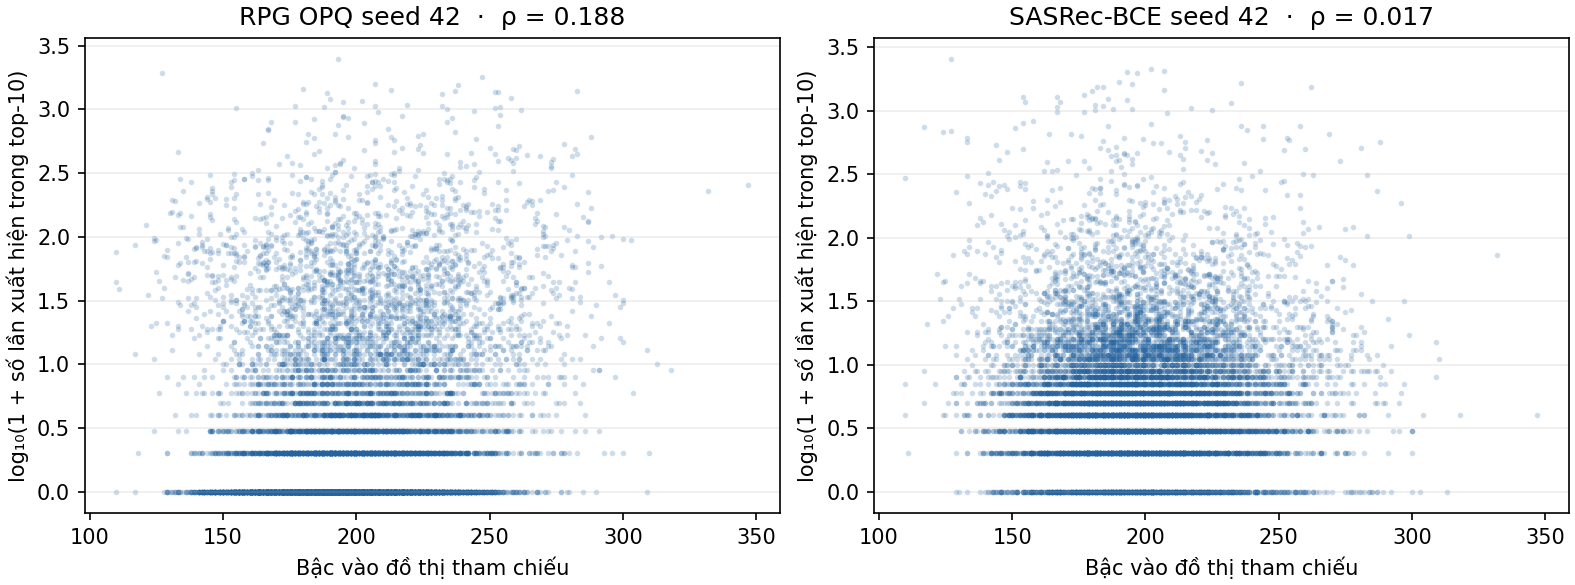 RPG OPQ seed 42 · ρ = 0.188
log₁₀(1 + số lần xuất hiện trong top-10)
3.5
3.0
2.5
2.0
1.5
1.0
0.5
0.0
100 150 200 250 300 350
Bậc vào đồ thị tham chiếu
SASRec-BCE seed 42 · ρ = 0.017
log₁₀(1 + số lần xuất hiện trong top-10)
3.5
3.0
2.5
2.0
1.5
1.0
0.5
0.0
100 150 200 250 300 350
Bậc vào đồ thị tham chiếu